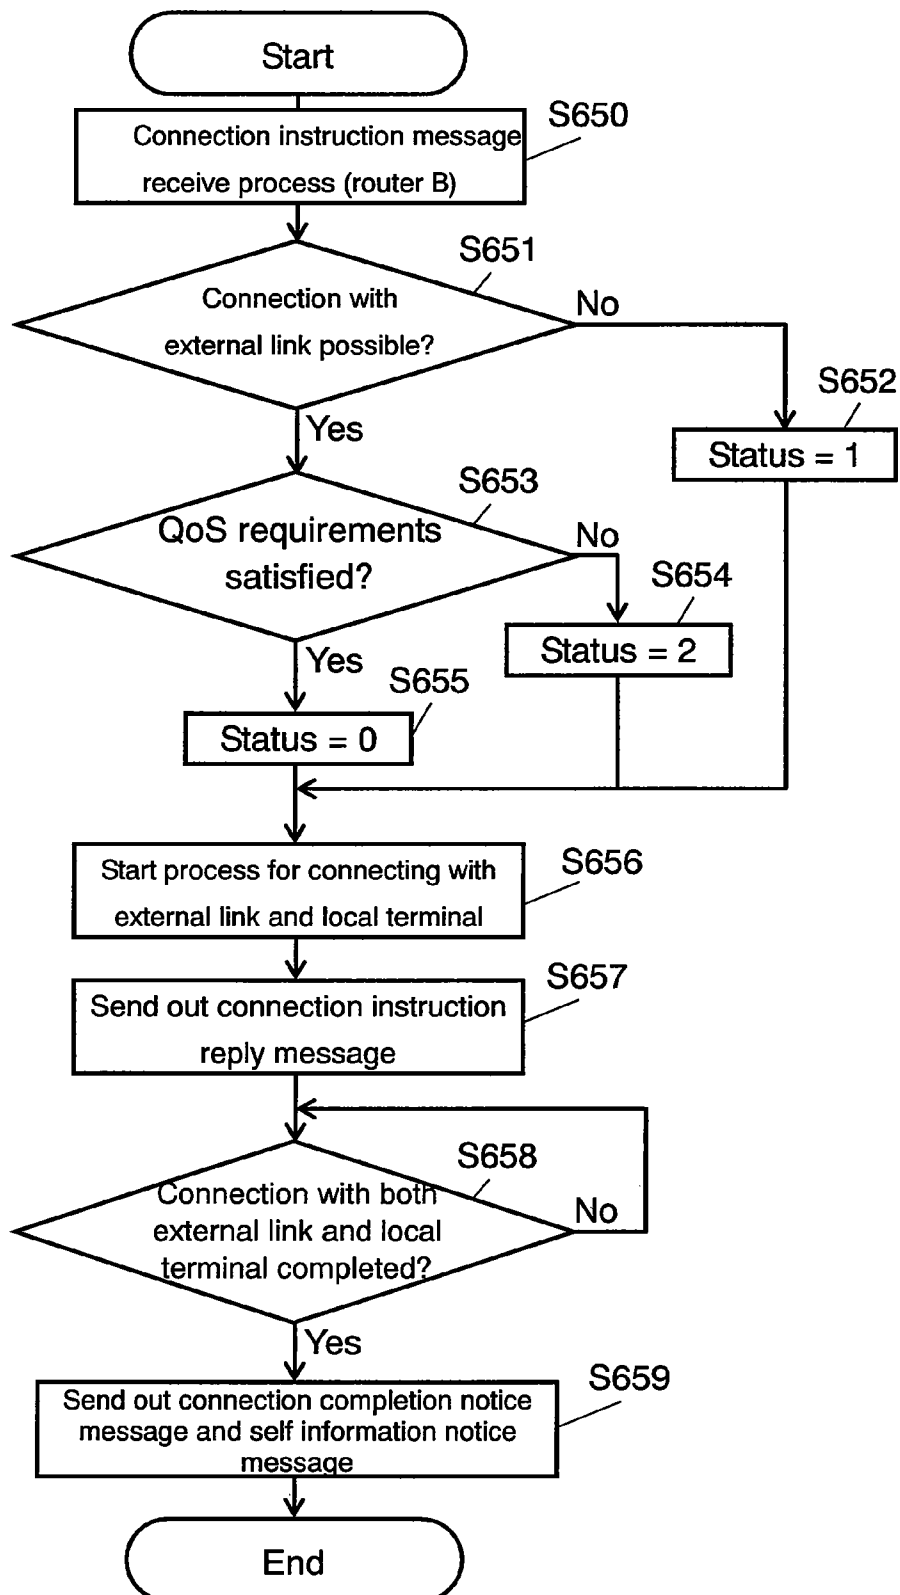 Start
S650
Connection instruction message
receive process (router B)
S651
Connection with
external link possible?
No
S652
Status = 1
Yes
S653
QoS requirements
satisfied?
No
S654
Status = 2
Yes
S655
Status = 0
S656
Start process for connecting with
external link and local terminal
S657
Send out connection instruction
reply message
S658
Connection with both
external link and local
terminal completed?
No
Yes
S659
Send out connection completion notice
message and self information notice
message
End